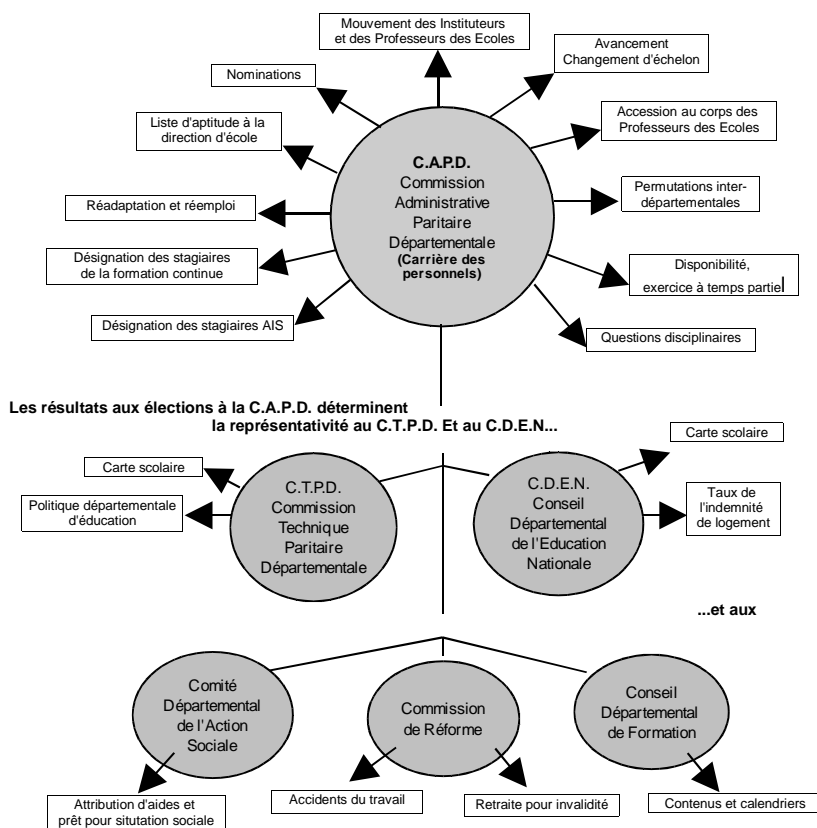 Mouvement des Instituteurs
et des Professeurs des Ecoles
Avancement
Changement d'échelon
Nominations
Liste d'aptitude à la
direction d'école
Accession au corps des
Professeurs des Ecoles
C.A.P.D.
Commission
Administrative
Paritaire
Départementale
(Carrière des
personnels)
Réadaptation et réemploi
Permutations inter-
départementales
Désignation des stagiaires
de la formation continue
Disponibilité,
exercice à temps partiel
Désignation des stagiaires AIS
Questions disciplinaires
Les résultats aux élections à la C.A.P.D. déterminent
la représentativité au C.T.P.D. Et au C.D.E.N...
Carte scolaire
Politique départementale
d'éducation
C.T.P.D.
Commission
Technique
Paritaire
Départementale
C.D.E.N.
Conseil
Départemental
de l'Education
Nationale
Carte scolaire
Taux de
l'indemnité
de logement
...et aux
Comité
Départemental
de l'Action
Sociale
Commission
de Réforme
Conseil
Départemental
de Formation
Attribution d'aides et
prêt pour situtation sociale
Accidents du travail
Retraite pour invalidité
Contenus et calendriers